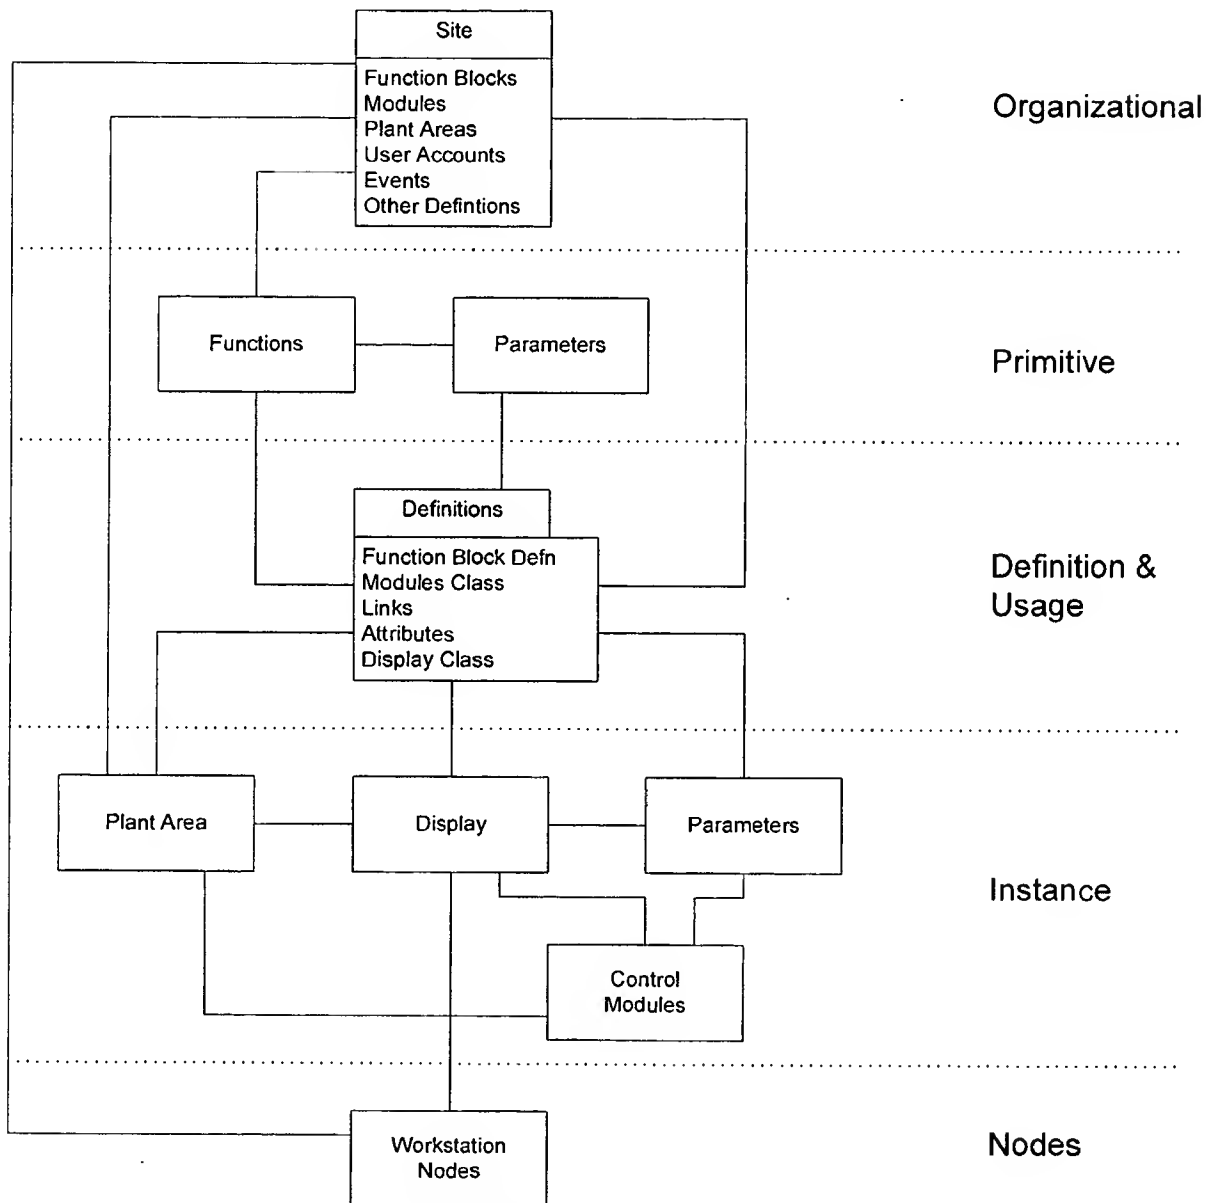 Site
Function Blocks
Modules
Plant Areas
User Accounts
Events
Other Defintions
Organizational
Functions
Parameters
Primitive
Definitions
Function Block Defn
Modules Class
Links
Attributes
Display Class
Definition &
Usage
Plant Area
Display
Parameters
Instance
Control
Modules
Workstation
Nodes
Nodes